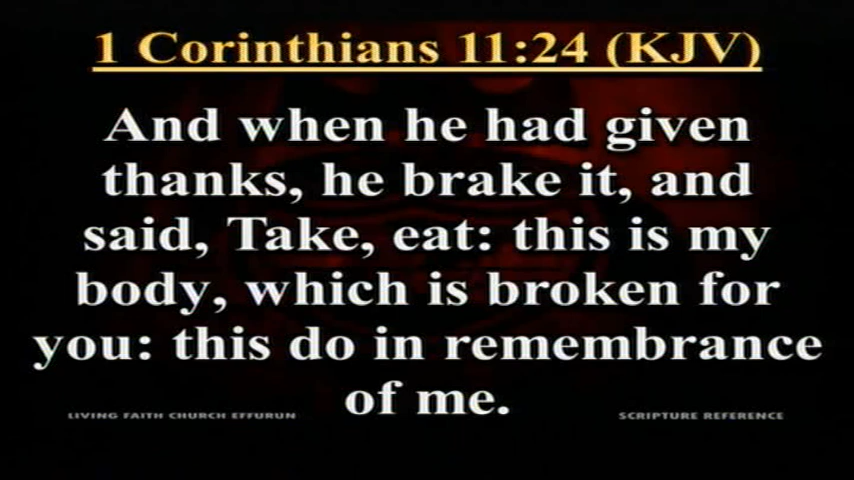 1 Corinthians 11:24 (KJV)
And when he had given
thanks, he brake it, and
said, Take, eat: this is my
body, which is broken for
you: this do in remembrance
of me.
LIVING FAITH CHURCH EFFURUN
SCRIPTURE REFERENCE